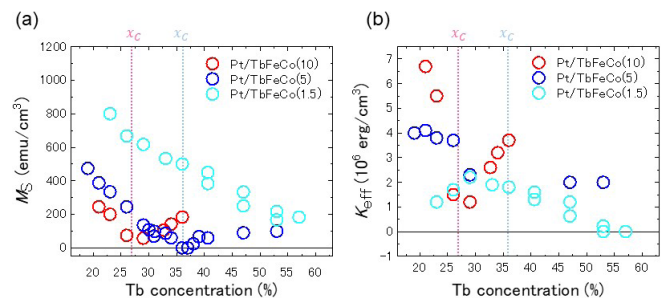 (a)
x_C x_C
1200
1000
800
600
400
200
0
M_S (emu/cm³)
Pt/TbFeCo(10)
Pt/TbFeCo(5)
Pt/TbFeCo(1.5)
20 25 30 35 40 45 50 55 60
Tb concentration (%)
(b)
x_C x_C
7
6
5
4
3
2
1
0
K_eff (10⁶ erg/cm³)
Pt/TbFeCo(10)
Pt/TbFeCo(5)
Pt/TbFeCo(1.5)
20 25 30 35 40 45 50 55 60
Tb concentration (%)